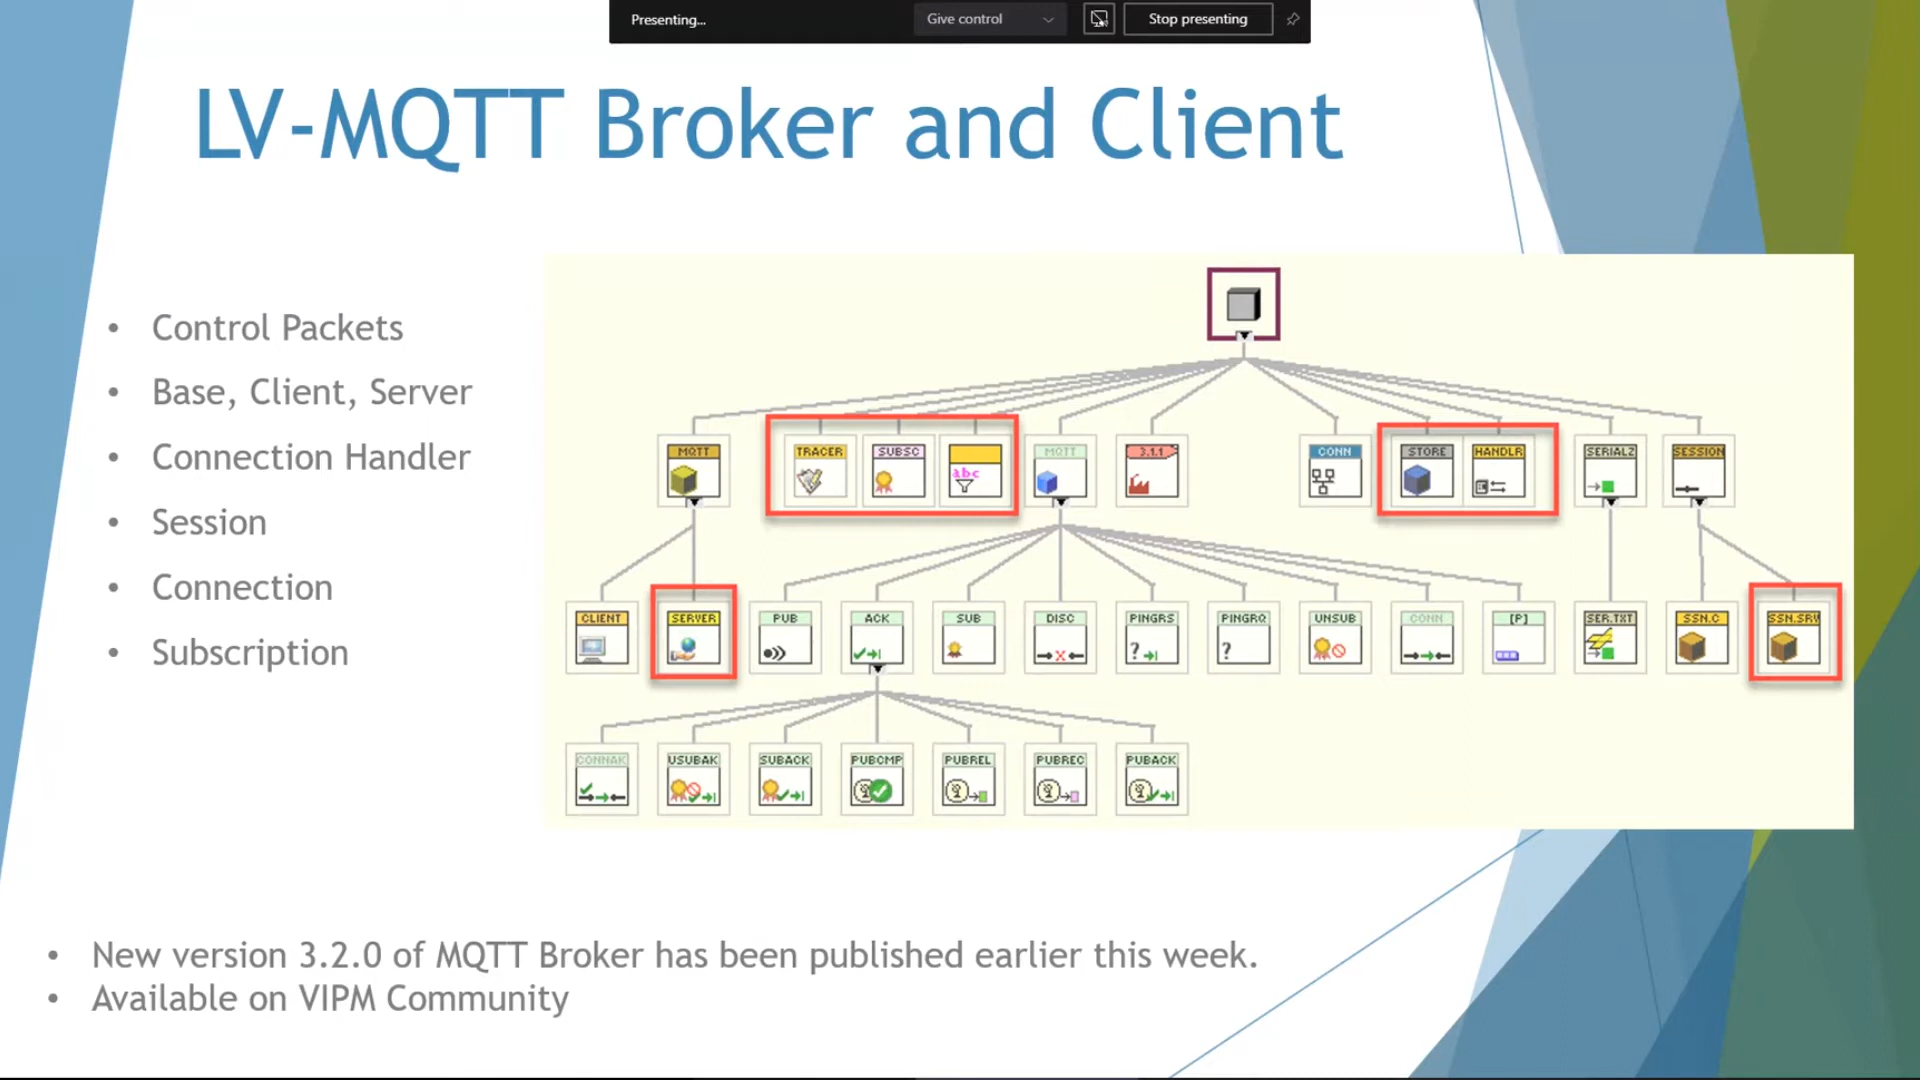 Presenting...
Give control
Stop presenting
LV-MQTT Broker and Client
• Control Packets
• Base, Client, Server
• Connection Handler
• Session
• Connection
• Subscription
MQTT
TRACER
SUBSC
abc
MQTT
3.1.1
CONN
STORE
HANDLR
SERIALZ
SESSION
CLIENT
SERVER
PUB
ACK
SUB
DISC
PINGRS
PINGRQ
UNSUB
CONN
[P]
SER.TXT
SSN.C
SSN.SRV
CONNAK
USUBAK
SUBACK
PUBCMP
PUBREL
PUBREC
PUBACK
• New version 3.2.0 of MQTT Broker has been published earlier this week.
• Available on VIPM Community